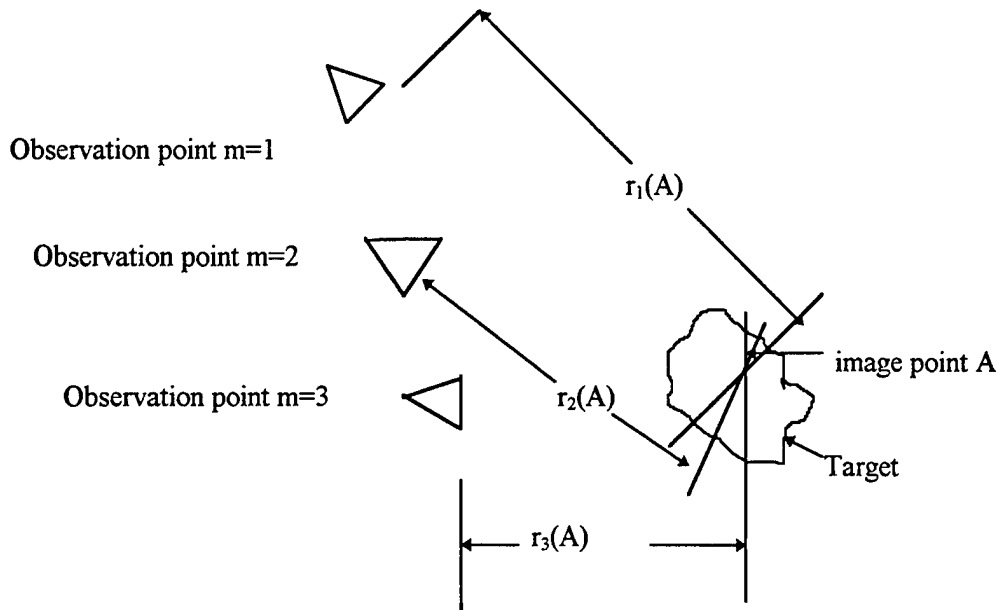 Observation point m=1
r₁(A)
Observation point m=2
image point A
Observation point m=3
r₂(A)
Target
r₃(A)